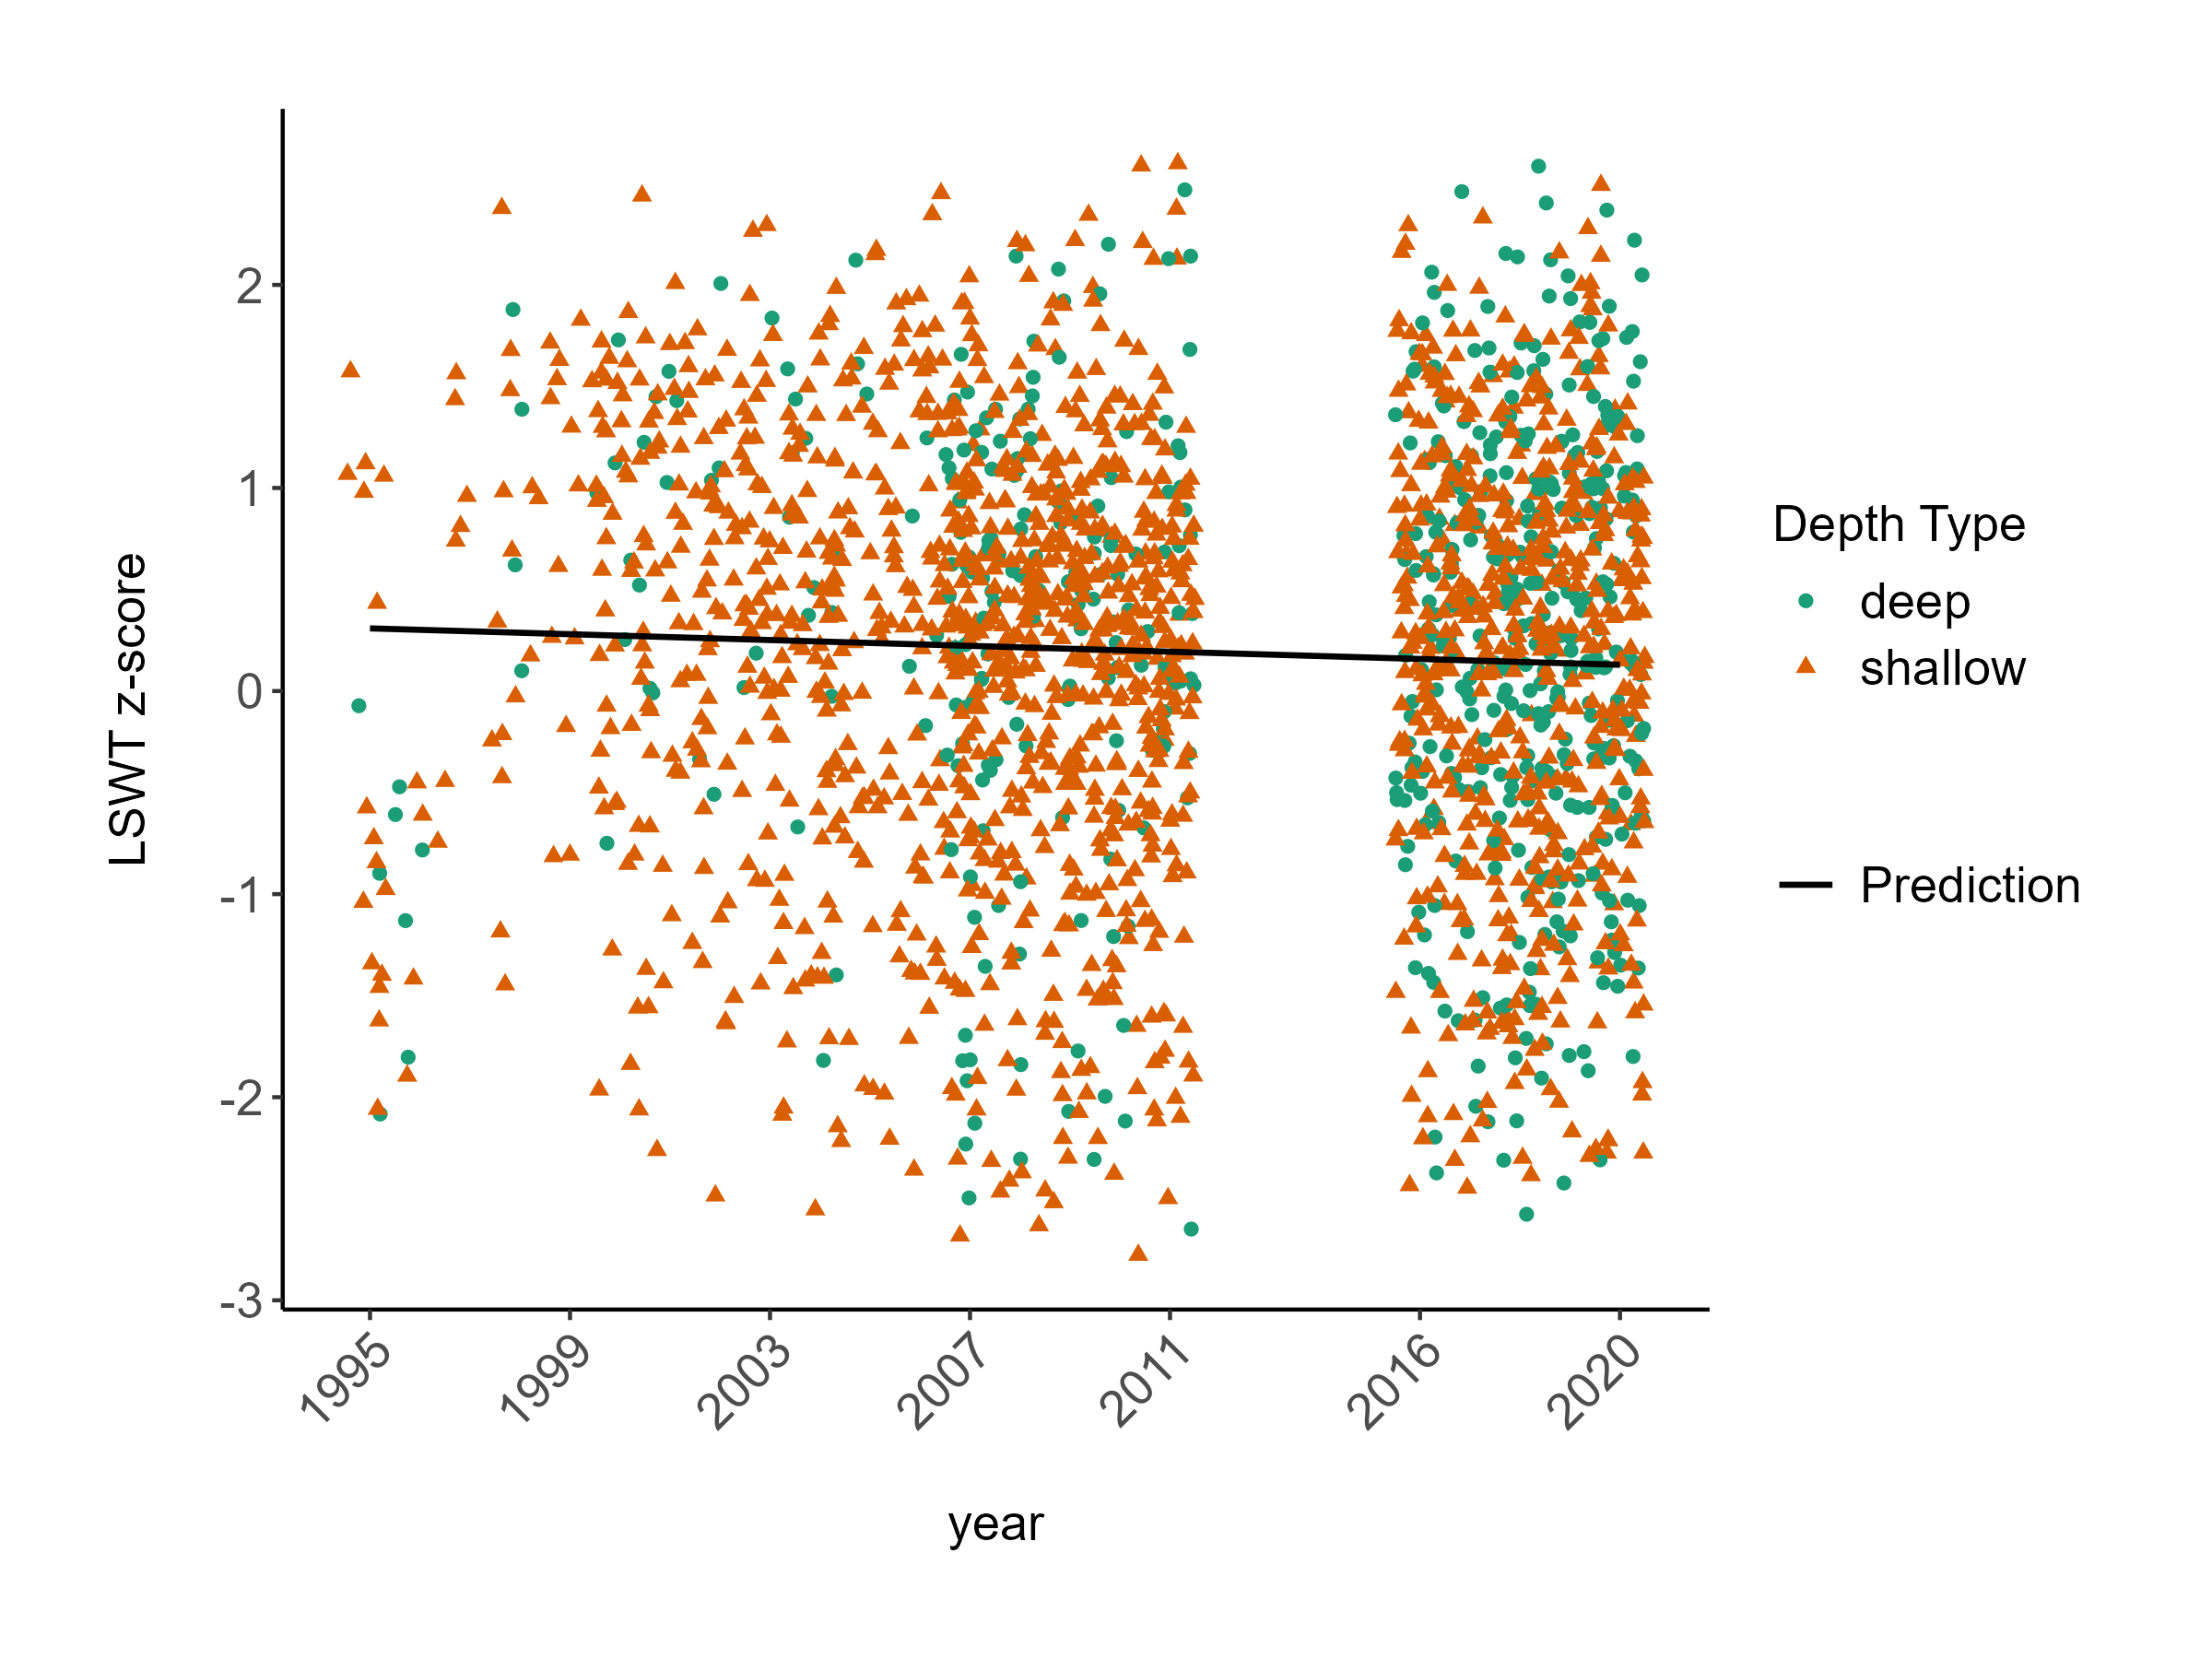 LSWT z-score
2
1
0
-1
-2
-3
1995
1999
2003
2007
2011
2016
2020
year
Depth Type
deep
shallow
Prediction